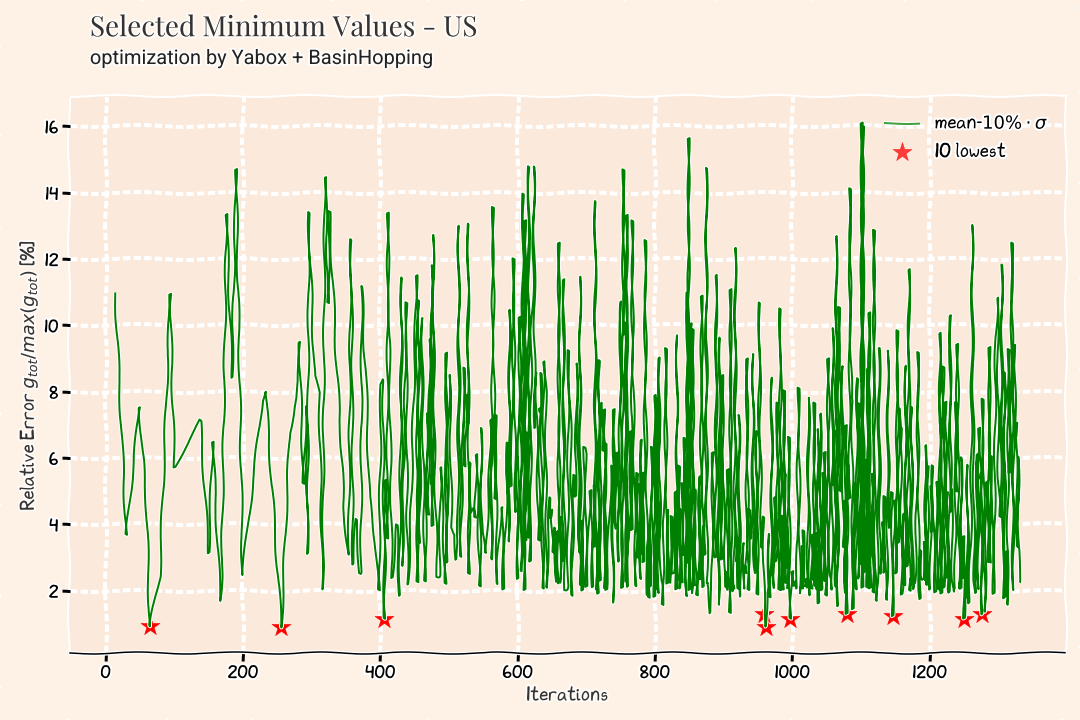 Selected Minimum Values - US
optimization by Yabox + BasinHopping
mean-10% · σ
10 lowest
16
14
12
10
8
6
4
2
Relative Error g_tot/max(g_tot) [%]
0 200 400 600 800 1000 1200
Iterations